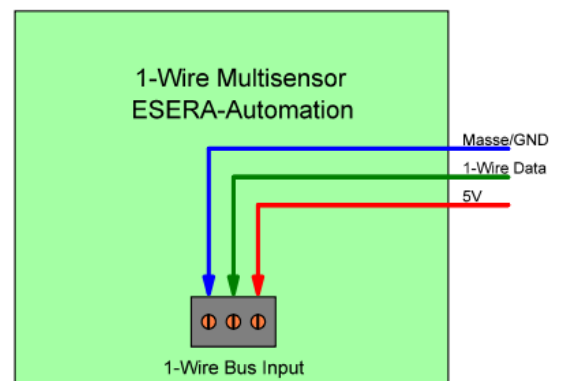 1-Wire Multisensor
ESERA-Automation
Masse/GND
1-Wire Data
5V
1-Wire Bus Input